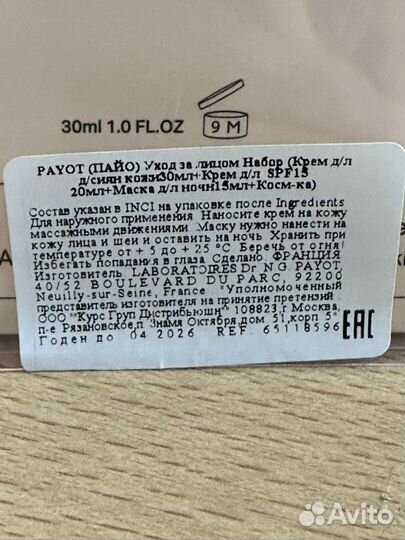 30ml 1.0 FL.OZ
9 M
PAYOT (ПАЙО) Уход за лицом Набор (Крем д/л
д/сиян кожи30мл+Крем д/л SPF15
20мл+Маска д/л ночн15мл+Косм-ка)
Состав указан в INCI на упаковке после Ingredients
Для наружного применения. Наносите крем на кожу
массажными движениями. Маску нужно нанести на
кожу лица и шеи и оставить на ночь. Хранить при
температуре от + 5 до + 25 °С. Беречь от огня!
Избегать попадания в глаза. Сделано: ФРАНЦИЯ
Изготовитель: LABORATOIRES Dr NG PAYOT,
40/52 BOULEVARD DU PARC, 92200
Neuilly-sur-Seine, France. *Уполномоченный
представитель изготовителя на принятие претензий
ООО "Курс Груп Дистрибьюшн" 108823, г Москва,
п-е Рязановское, п Знамя Октября, дом 51, корп 5
Годен до 04 2026 REF. 65118596
EAC
Avito